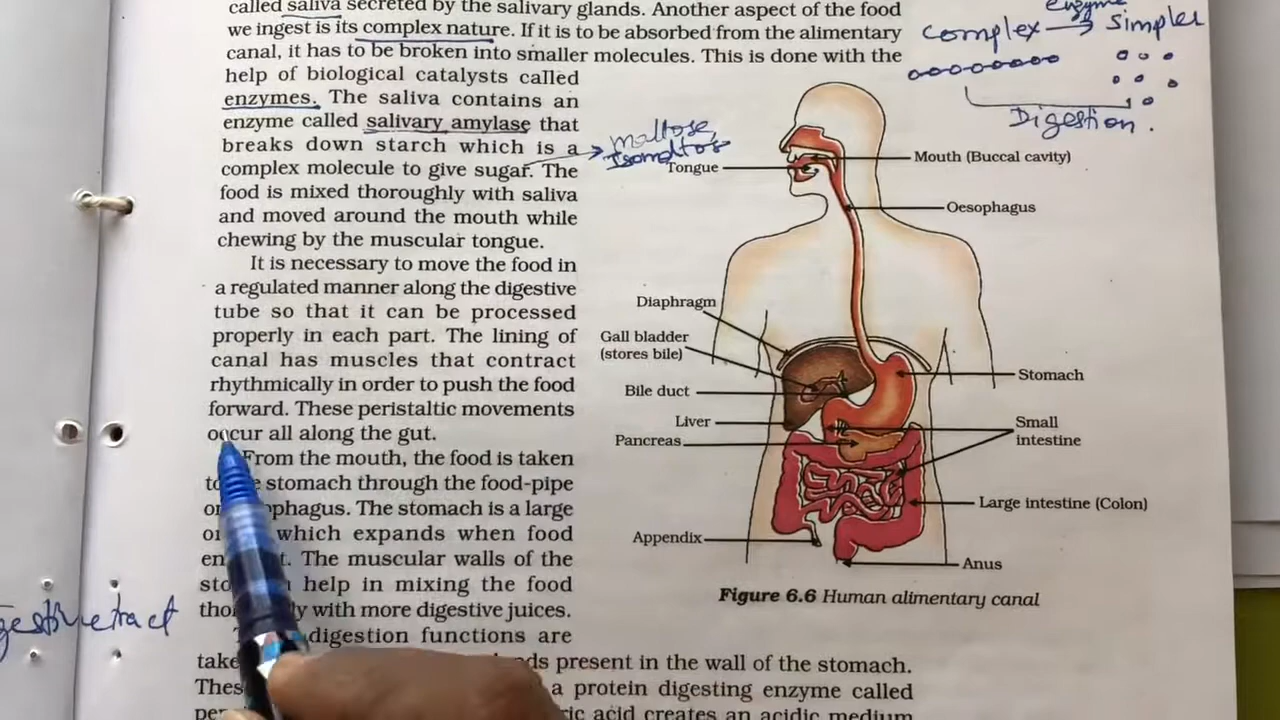 called saliva secreted by the salivary glands. Another aspect of the food
we ingest is its complex nature. If it is to be absorbed from the alimentary
canal, it has to be broken into smaller molecules. This is done with the
help of biological catalysts called
enzymes. The saliva contains an
enzyme called salivary amylase that
breaks down starch which is a
complex molecule to give sugar. The
food is mixed thoroughly with saliva
and moved around the mouth while
chewing by the muscular tongue.
It is necessary to move the food in
a regulated manner along the digestive
tube so that it can be processed
properly in each part. The lining of
canal has muscles that contract
rhythmically in order to push the food
forward. These peristaltic movements
occur all along the gut.
From the mouth, the food is taken
stomach through the food-pipe
The stomach is a large
which expands when food
The muscular walls of the
help in mixing the food
with more digestive juices.
digestion functions are
present in the wall of the stomach.
a protein digesting enzyme called
acid creates an acidic medium
enzyme
complex → simpler
Digestion.
maltose,
Mouth (Buccal cavity)
Tongue
Oesophagus
Diaphragm
Gall bladder
(stores bile)
Stomach
Bile duct
Liver
Small
intestine
Pancreas
Large intestine (Colon)
Appendix
Anus
Figure 6.6 Human alimentary canal